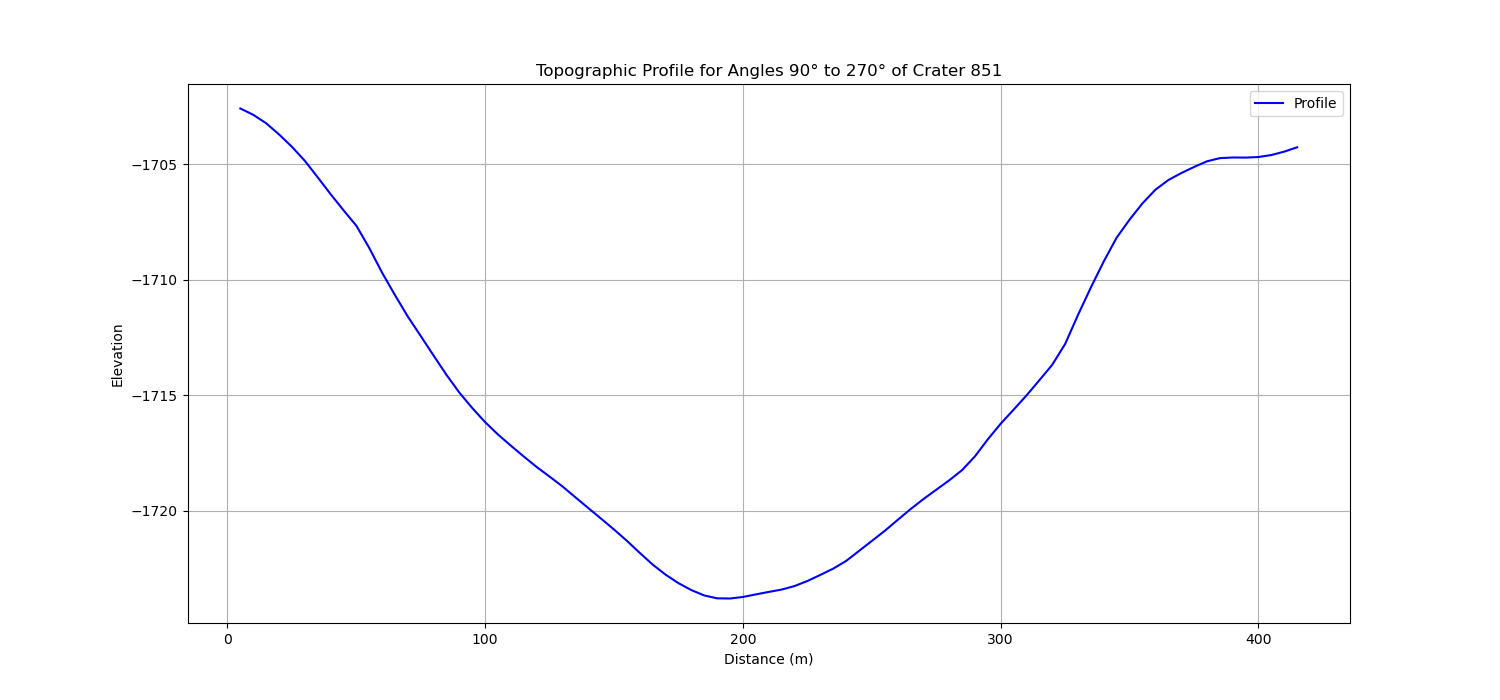 Topographic Profile for Angles 90° to 270° of Crater 851
Profile
−1705
−1710
−1715
−1720
Elevation
0
100
200
300
400
Distance (m)